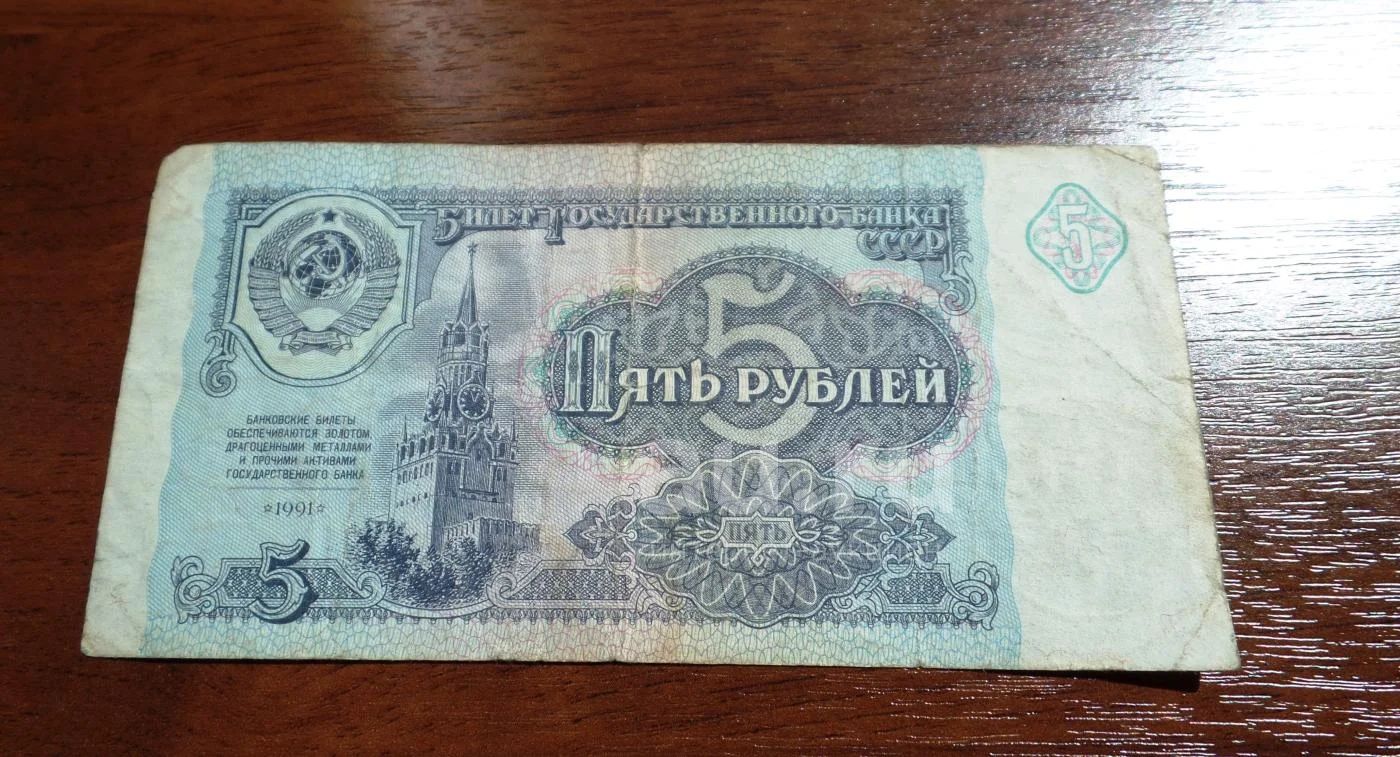 Билет Государственного банка
СССР
5
5
Пять рублей
Банковские билеты
обеспечиваются золотом,
драгоценными металлами
и прочими активами
Государственного банка
☆1991☆
ПЯТЬ
5